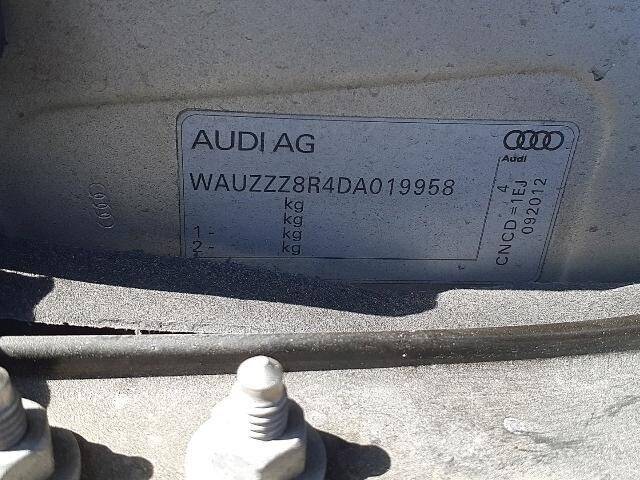 AUDI AG
Audi
WAUZZZ8R4DA019958
kg
kg
1- kg
2- kg
4
CNCD=1EJ
092012